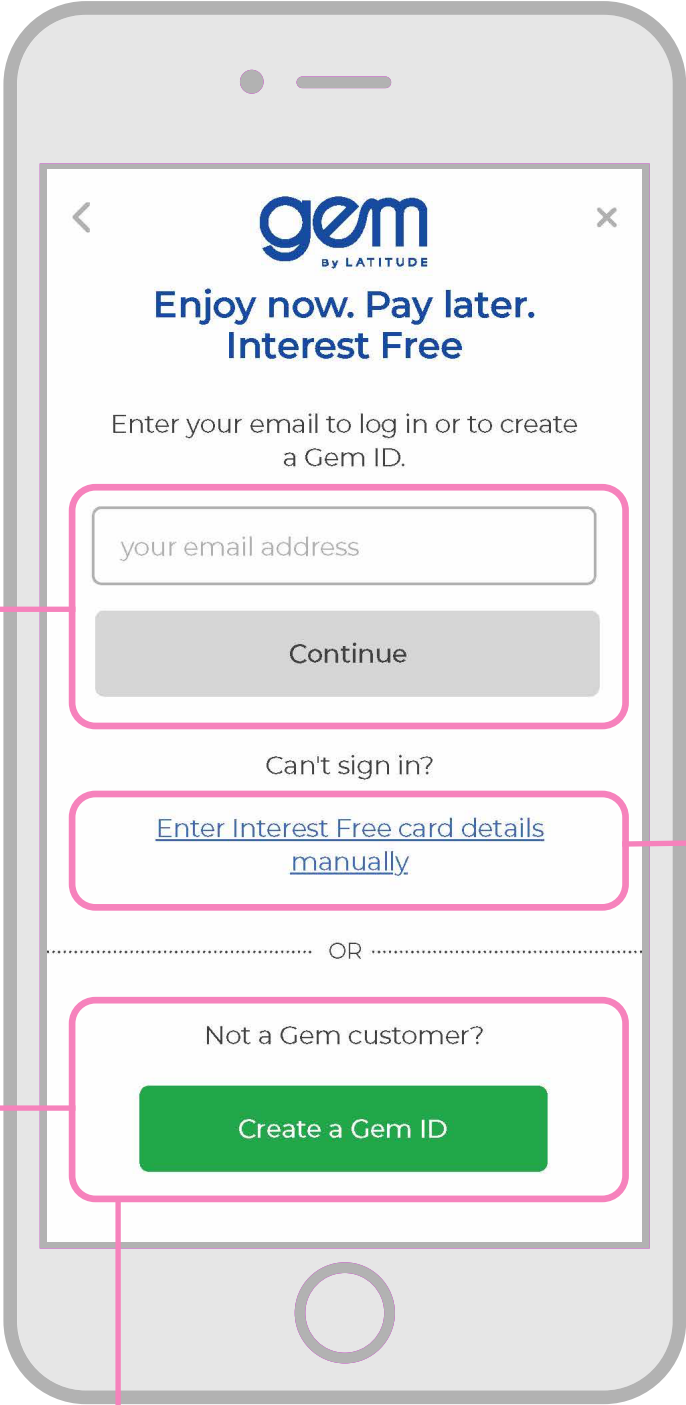 gem
By LATITUDE
Enjoy now. Pay later.
Interest Free
Enter your email to log in or to create
a Gem ID.
your email address
Continue
Can't sign in?
Enter Interest Free card details
manually
OR
Not a Gem customer?
Create a Gem ID